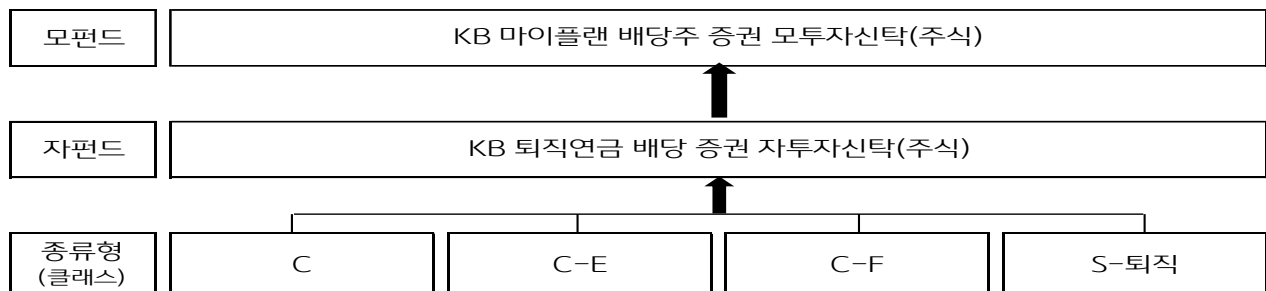 모펀드
KB 마이플랜 배당주 증권 모투자신탁(주식)
자펀드
KB 퇴직연금 배당 증권 자투자신탁(주식)
종류형
(클래스)
C
C-E
C-F
S-퇴직